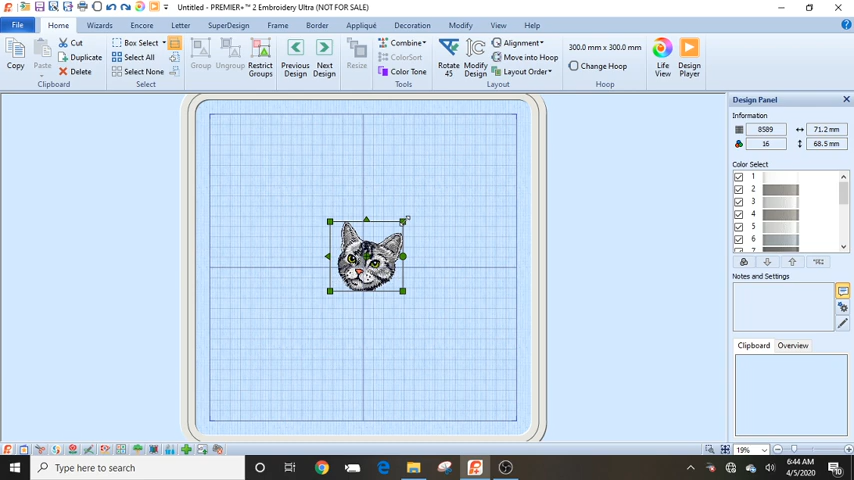 Untitled - PREMIER+™ 2 Embroidery Ultra (NOT FOR SALE)
File Home Wizards Encore Letter SuperDesign Frame Border Appliqué Decoration Modify View Help
Copy Paste Cut Duplicate Delete Clipboard
Box Select Select All Select None Select
Group Ungroup Restrict Groups Previous Design Next Design Resize
Combine ColorSort Color Tone Tools
Rotate 45 Modify Design Alignment Move into Hoop Layout Order Layout
300.0 mm x 300.0 mm Change Hoop Hoop
Life View Design Player
Design Panel
Information
8589 71.2 mm
16 68.5 mm
Color Select
1
2
3
4
5
6
Notes and Settings
Clipboard Overview
19%
Type here to search
6:44 AM
4/5/2020